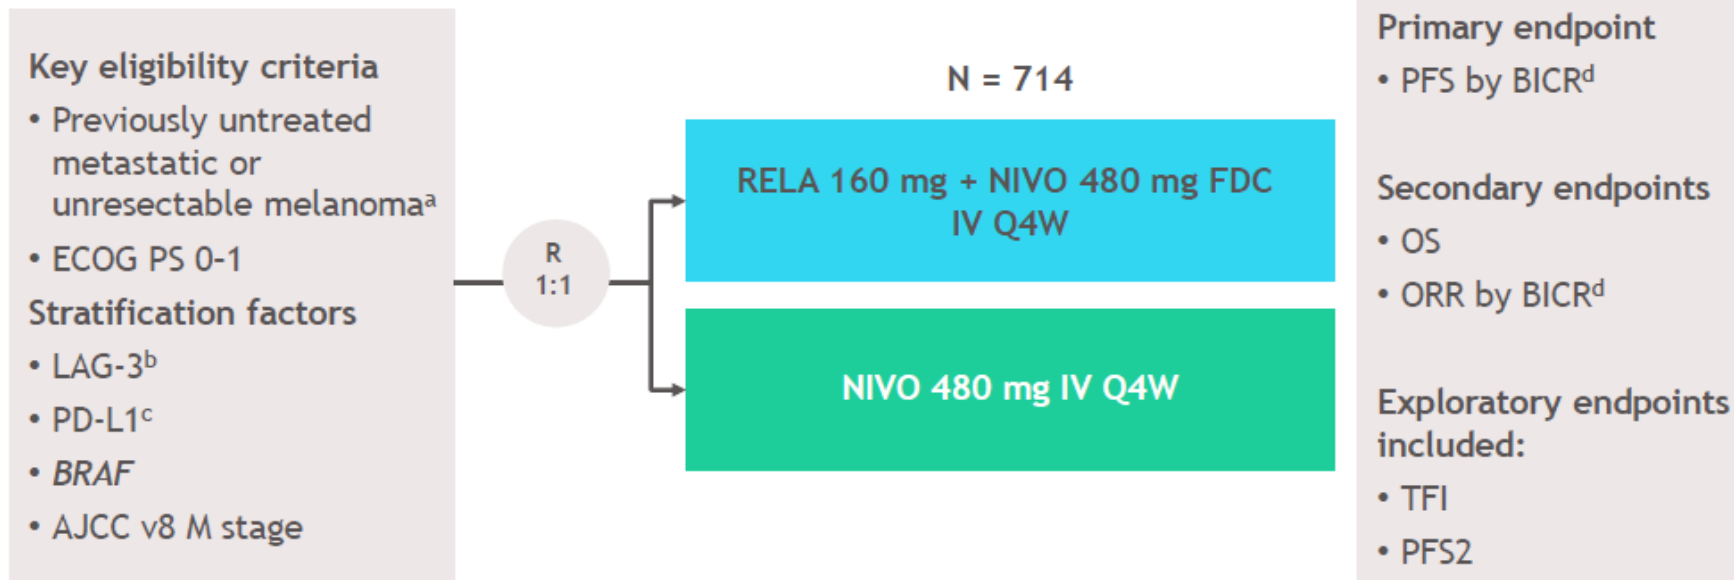 Key eligibility criteria
• Previously untreated
metastatic or
unresectable melanomaᵃ
• ECOG PS 0-1
Stratification factors
• LAG-3ᵇ
• PD-L1ᶜ
• BRAF
• AJCC v8 M stage
R
1:1
N = 714
RELA 160 mg + NIVO 480 mg FDC
IV Q4W
NIVO 480 mg IV Q4W
Primary endpoint
• PFS by BICRᵈ
Secondary endpoints
• OS
• ORR by BICRᵈ
Exploratory endpoints
included:
• TFI
• PFS2